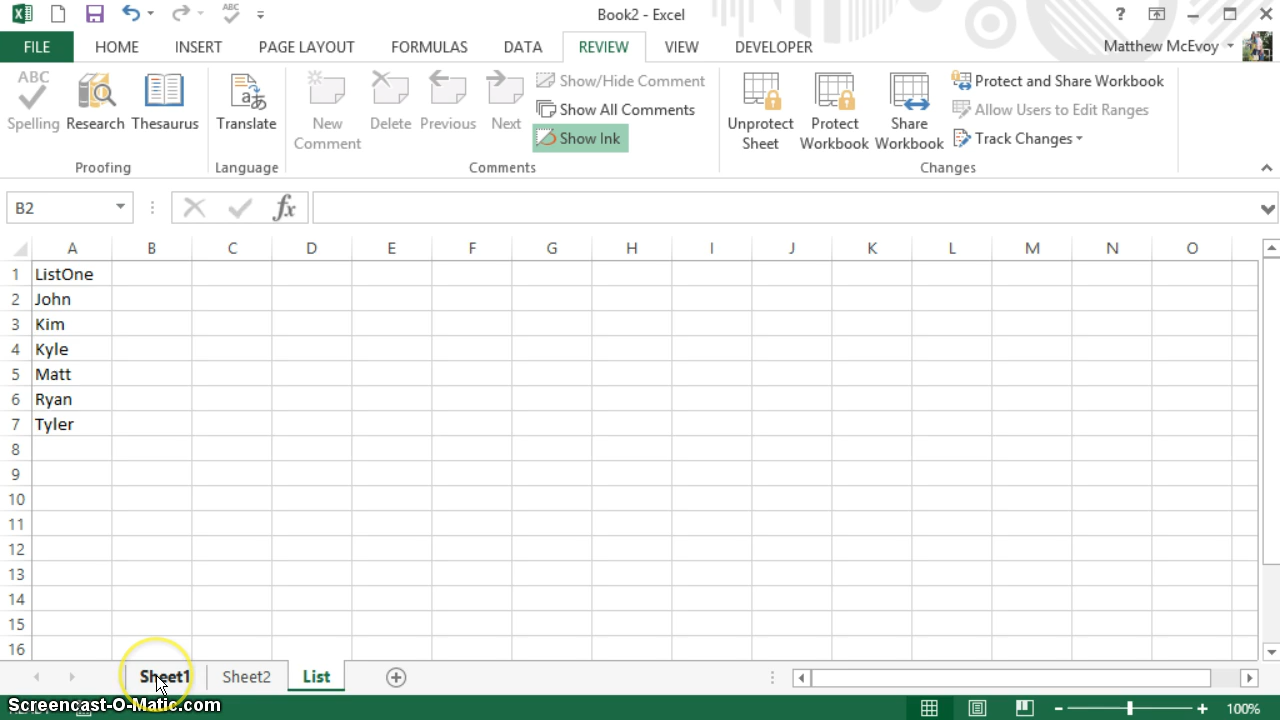 Book2 - Excel
?
FILE HOME INSERT PAGE LAYOUT FORMULAS DATA REVIEW VIEW DEVELOPER Matthew McEvoy
ABC
ABC
Spelling
Research
Thesaurus
Proofing
Translate
Language
New
Comment
Delete
Previous
Next
Show/Hide Comment
Show All Comments
Show Ink
Comments
Unprotect
Sheet
Protect
Workbook
Share
Workbook
Protect and Share Workbook
Allow Users to Edit Ranges
Track Changes
Changes
B2
fx
A B C D E F G H I J K L M N O
1 ListOne
2 John
3 Kim
4 Kyle
5 Matt
6 Ryan
7 Tyler
8
9
10
11
12
13
14
15
16
Sheet1 Sheet2 List
Screencast-O-Matic.com
100%